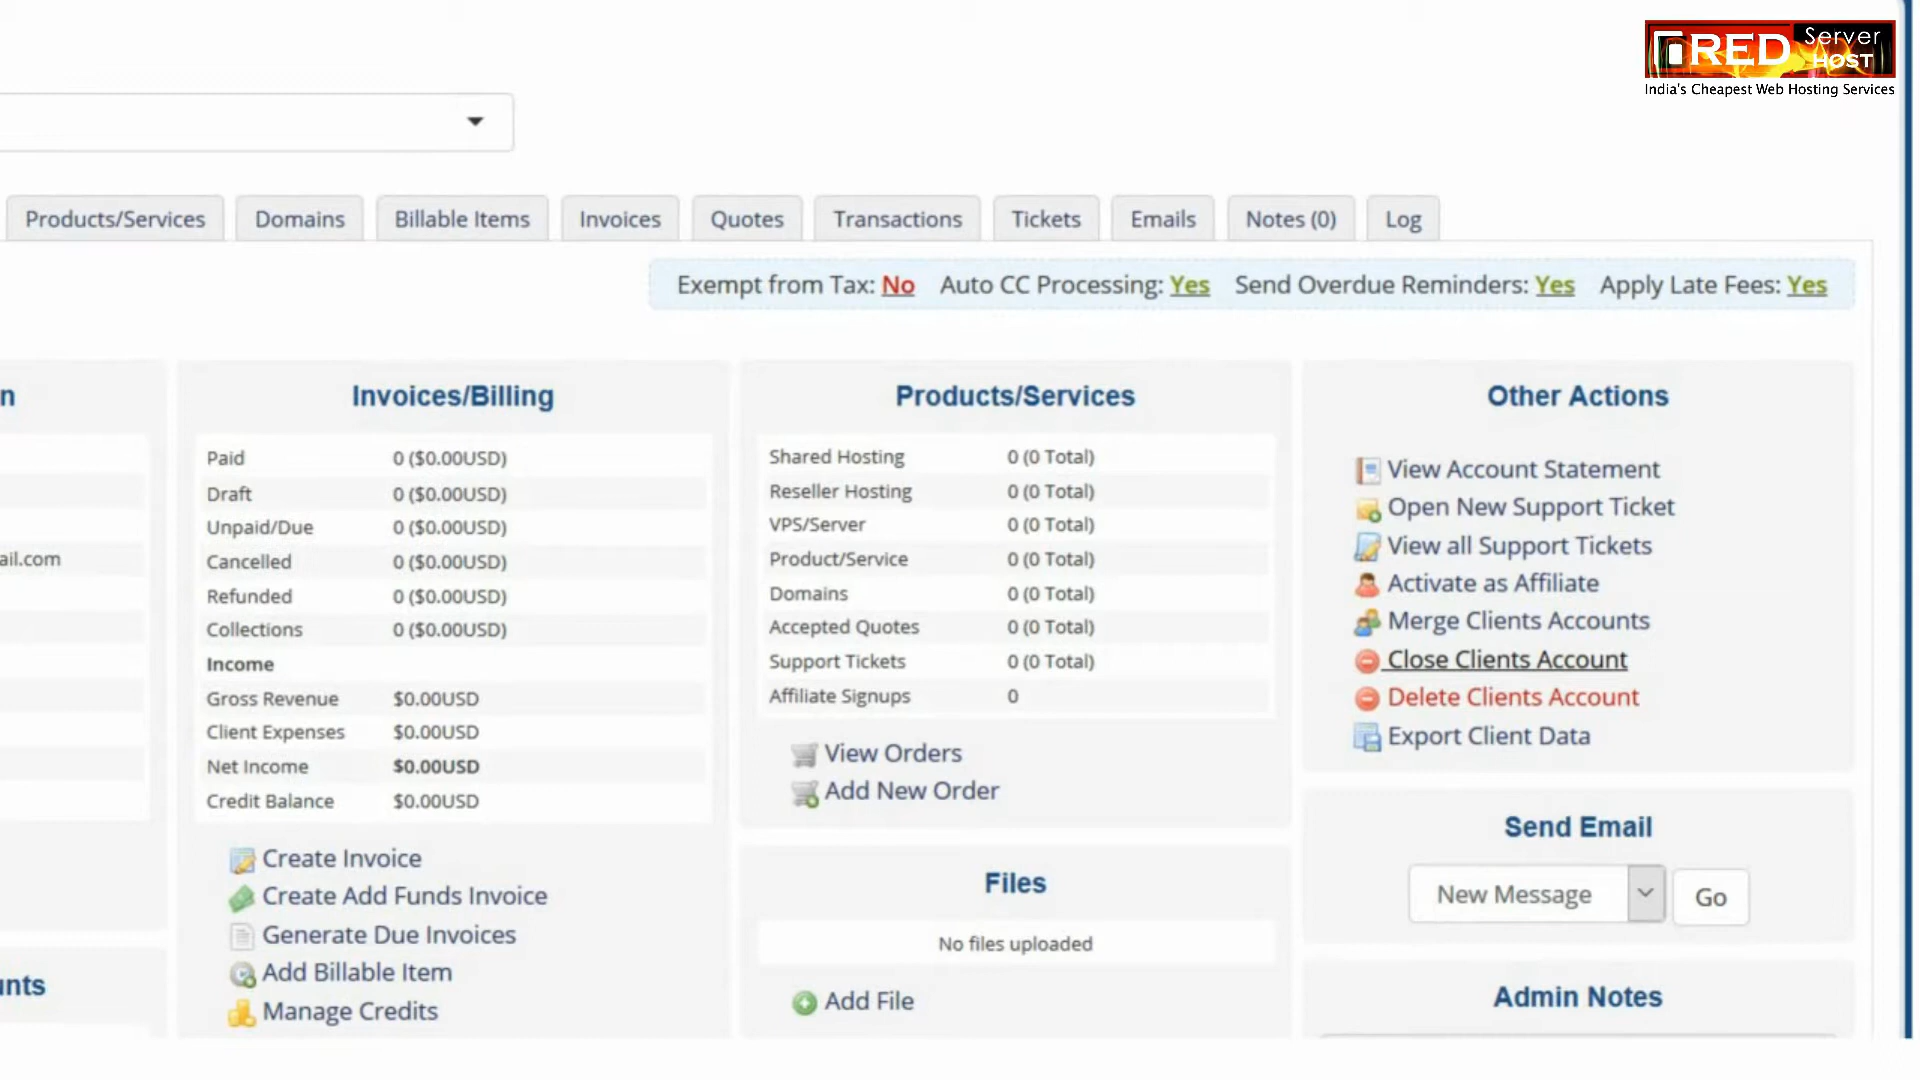 RED Server HOST
India's Cheapest Web Hosting Services
Products/Services Domains Billable Items Invoices Quotes Transactions Tickets Emails Notes (0) Log
Exempt from Tax: No Auto CC Processing: Yes Send Overdue Reminders: Yes Apply Late Fees: Yes
n
ail.com
unts
Invoices/Billing
Paid 0 ($0.00USD)
Draft 0 ($0.00USD)
Unpaid/Due 0 ($0.00USD)
Cancelled 0 ($0.00USD)
Refunded 0 ($0.00USD)
Collections 0 ($0.00USD)
Income
Gross Revenue $0.00USD
Client Expenses $0.00USD
Net Income $0.00USD
Credit Balance $0.00USD
Create Invoice
Create Add Funds Invoice
Generate Due Invoices
Add Billable Item
Manage Credits
Products/Services
Shared Hosting 0 (0 Total)
Reseller Hosting 0 (0 Total)
VPS/Server 0 (0 Total)
Product/Service 0 (0 Total)
Domains 0 (0 Total)
Accepted Quotes 0 (0 Total)
Support Tickets 0 (0 Total)
Affiliate Signups 0
View Orders
Add New Order
Files
No files uploaded
Add File
Other Actions
View Account Statement
Open New Support Ticket
View all Support Tickets
Activate as Affiliate
Merge Clients Accounts
Close Clients Account
Delete Clients Account
Export Client Data
Send Email
New Message Go
Admin Notes